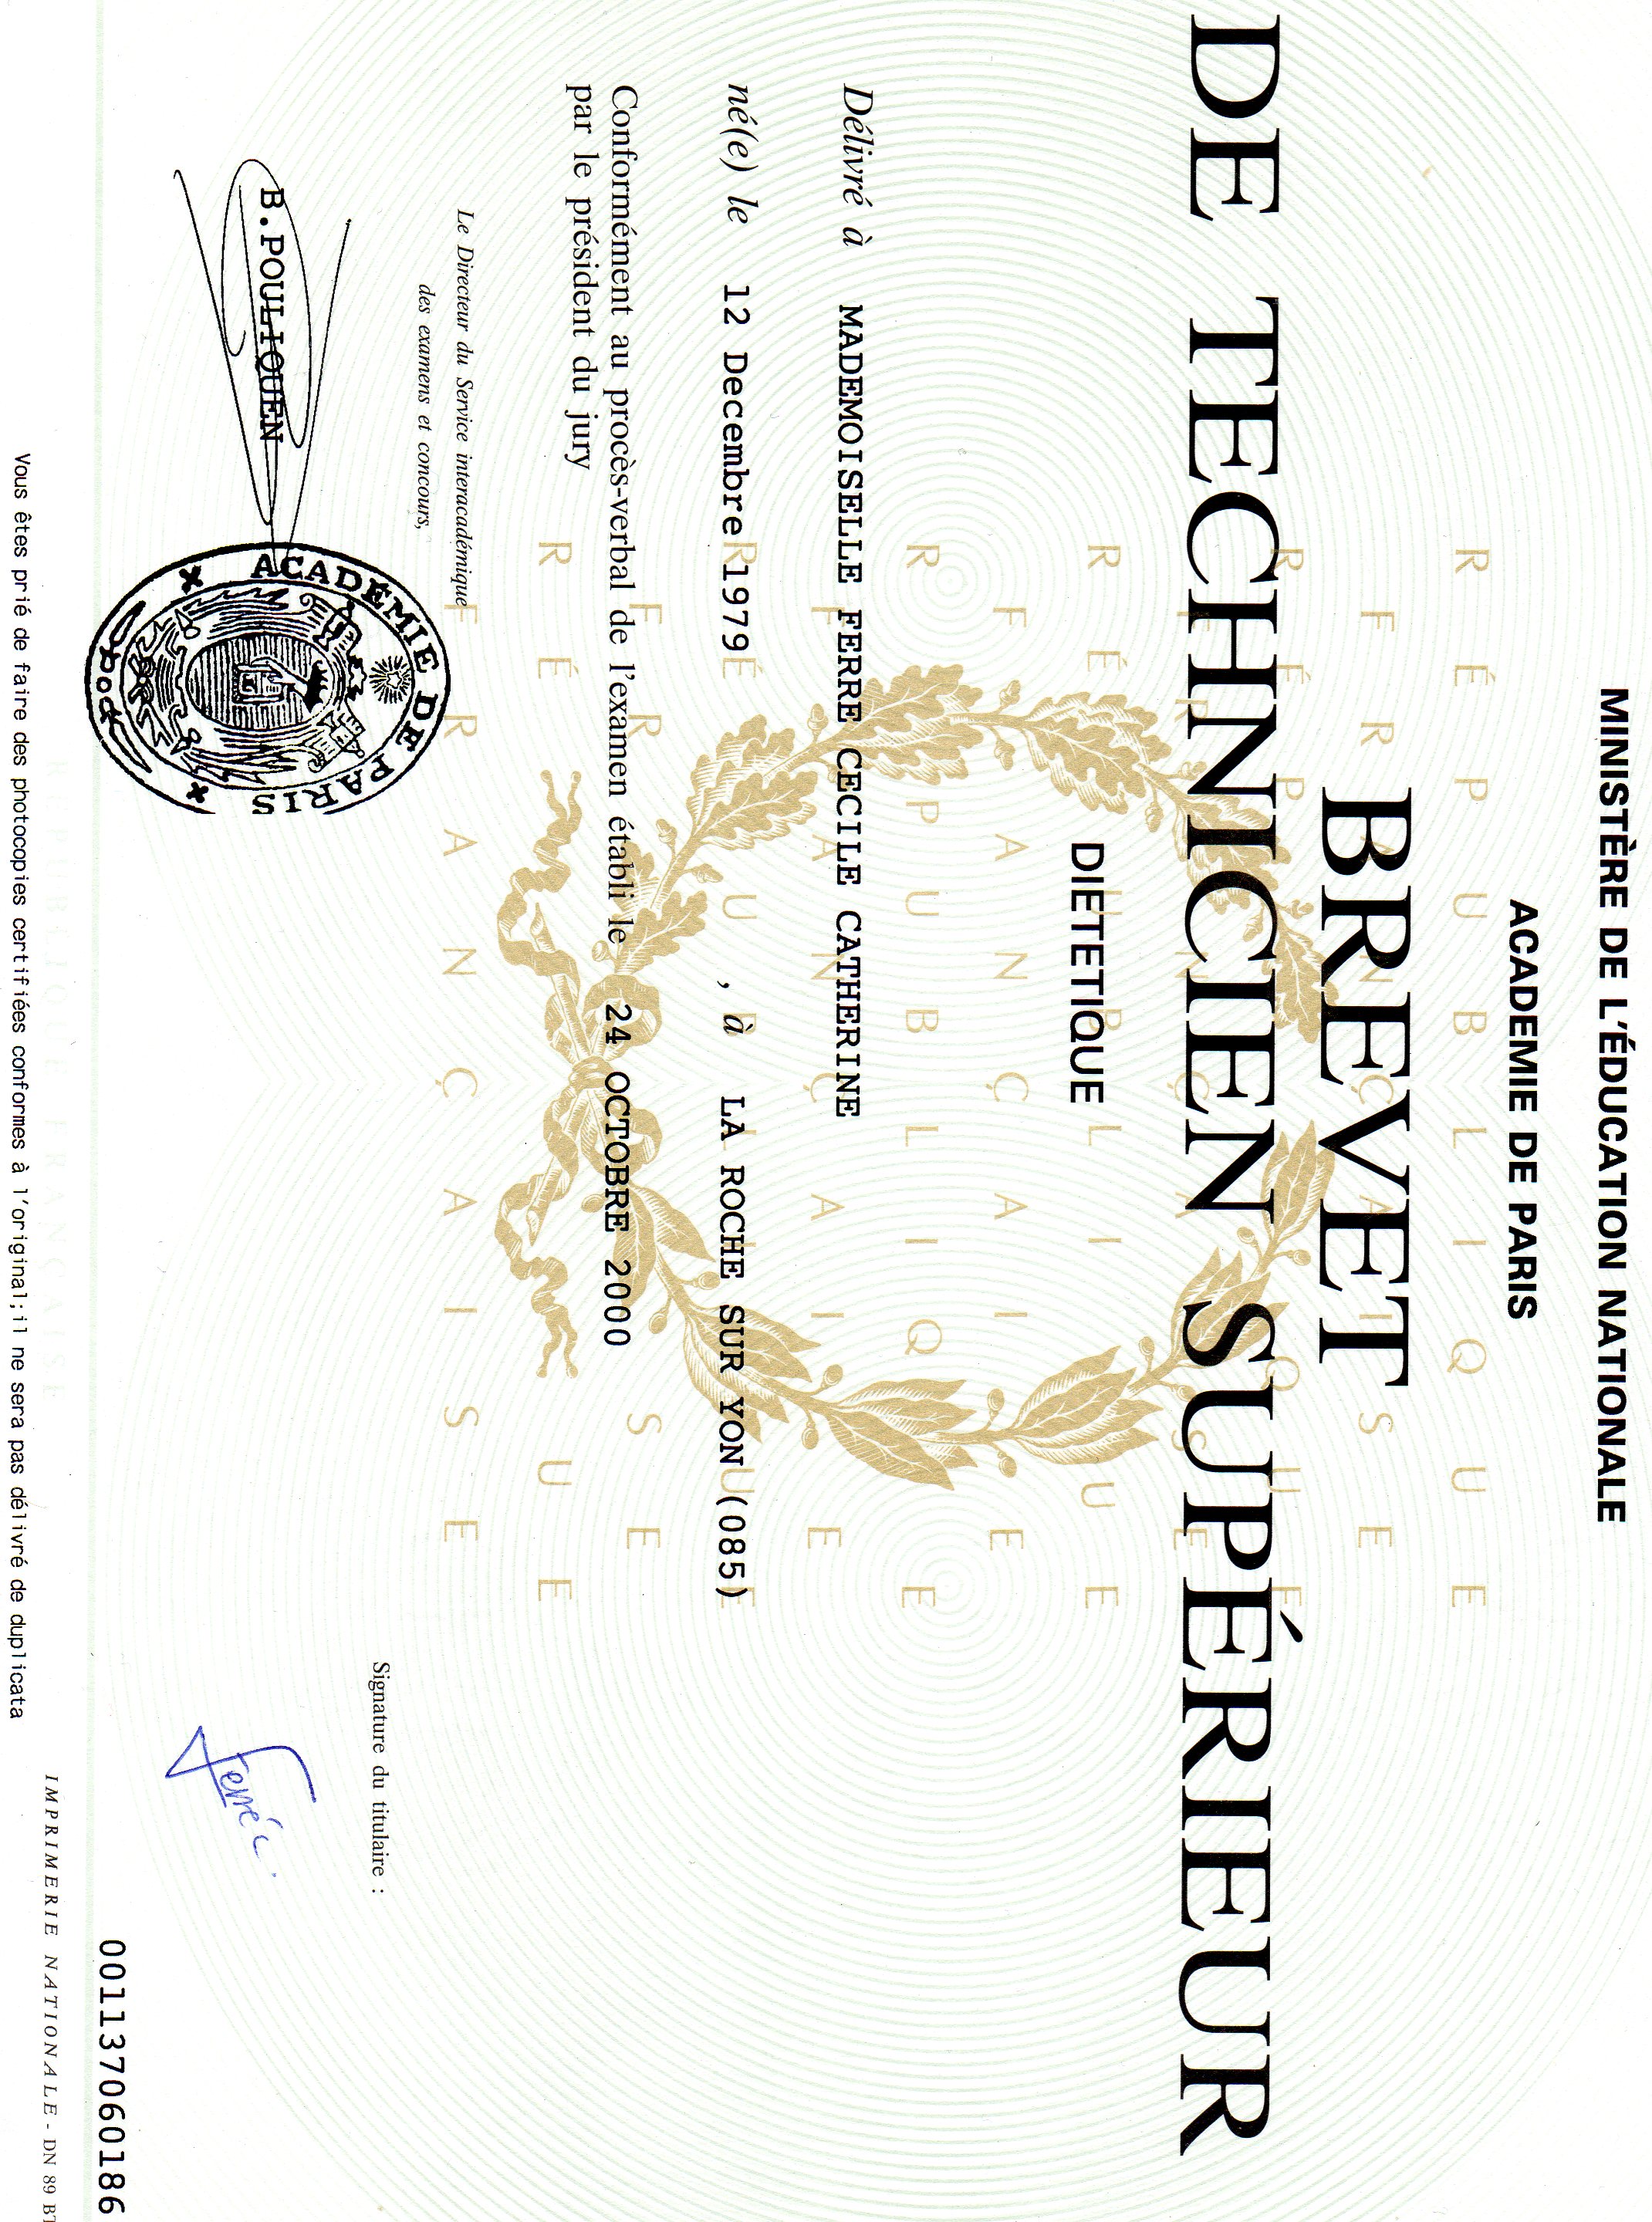 MINISTÈRE DE L'ÉDUCATION NATIONALE
ACADEMIE DE PARIS
RÉPUBLIQUE
FRANÇAISE
BREVET
DE TECHNICIEN SUPÉRIEUR
DIETETIQUE
Délivré à MADEMOISELLE FERRE CECILE CATHERINE
né(e) le 12 Decembre 1979 , à LA ROCHE SUR YON (085)
Conformément au procès-verbal de l'examen établi le 24 OCTOBRE 2000
par le président du jury
FRANÇAISE
Le Directeur du Service interacadémique
des examens et concours,
ACADÉMIE DE PARIS
Signature du titulaire :
B.POULIQUEN
Ferré c.
001137060186
RÉPUBLIQUE FRANÇAISE
IMPRIMERIE NATIONALE - DN 89 BT
Vous êtes prié de faire des photocopies certifiées conformes à l'original;il ne sera pas délivré de duplicata